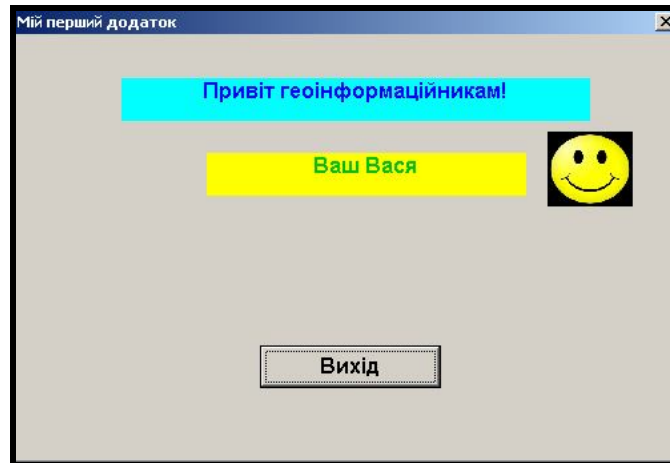 Мій перший додаток
Привіт геоінформаційникам!
Ваш Вася
Вихід